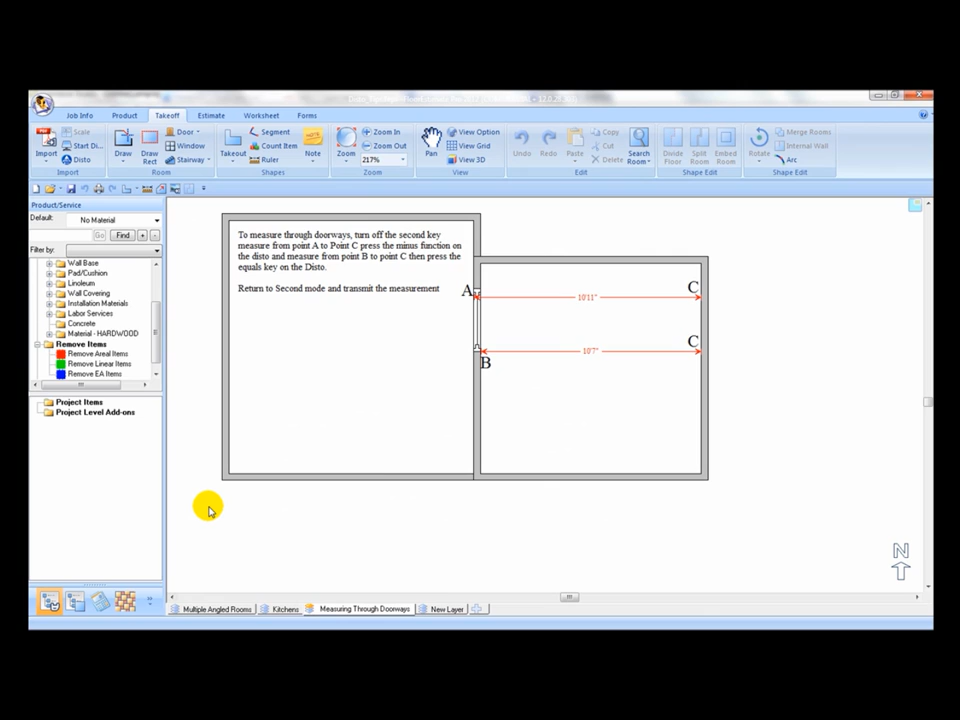 Job Info Product Takeoff Estimate Worksheet Forms
Import
Scale
Start Di...
Disto
Import
Draw
Draw Rect
Door
Window
Stairway
Room
Takeout
Segment
Count Item
Ruler
Note
Shapes
Zoom
Zoom In
Zoom Out
217%
Zoom
Pan
View Option
View Grid
View 3D
View
Undo
Redo
Paste
Copy
Cut
Delete
Search Room
Edit
Divide Floor
Split Room
Embed Room
Shape Edit
Rotate
Merge Rooms
Internal Wall
Arc
Shape Edit
Product/Service
Default: No Material
Go Find + -
Filter by:
Wall Base
Pad/Cushion
Linoleum
Wall Covering
Installation Materials
Labor Services
Concrete
Material - HARDWOOD
Remove Items
Remove Areal Items
Remove Linear Items
Remove EA Items
Project Items
Project Level Add-ons
To measure through doorways, turn off the second key
measure from point A to Point C press the minus function on
the disto and measure from point B to point C then press the
equals key on the Disto.
Return to Second mode and transmit the measurement
A
C
10'11"
C
10'7"
B
N
Multiple Angled Rooms Kitchens Measuring Through Doorways New Layer